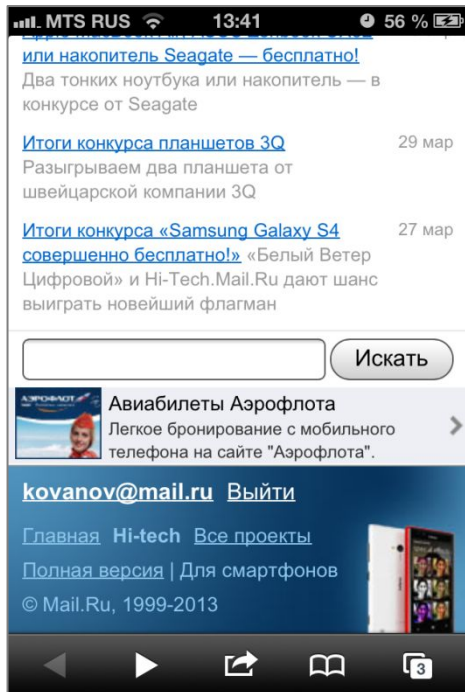 MTS RUS 13:41 56 %
или накопитель Seagate — бесплатно!
Два тонких ноутбука или накопитель — в
конкурсе от Seagate
Итоги конкурса планшетов 3Q 29 мар
Разыгрываем два планшета от
швейцарской компании 3Q
Итоги конкурса «Samsung Galaxy S4 27 мар
совершенно бесплатно!» «Белый Ветер
Цифровой» и Hi-Tech.Mail.Ru дают шанс
выиграть новейший флагман
Искать
АЭРОФЛОТ
Авиабилеты Аэрофлота
Легкое бронирование с мобильного
телефона на сайте "Аэрофлота".
kovanov@mail.ru Выйти
Главная Hi-tech Все проекты
Полная версия | Для смартфонов
© Mail.Ru, 1999-2013
3